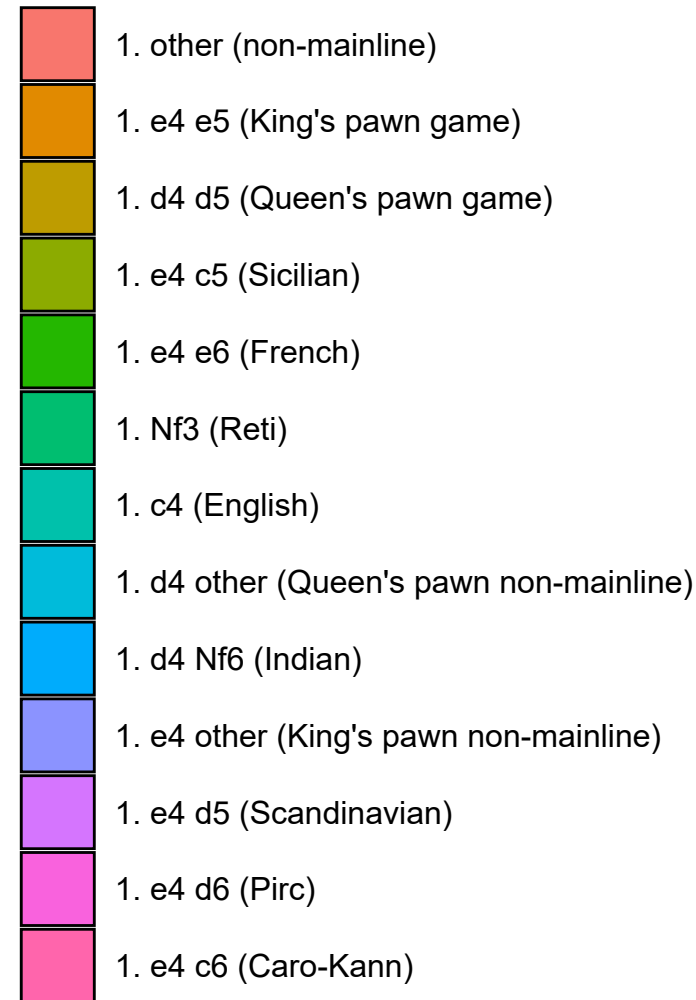 1. other (non-mainline)
1. e4 e5 (King's pawn game)
1. d4 d5 (Queen's pawn game)
1. e4 c5 (Sicilian)
1. e4 e6 (French)
1. Nf3 (Reti)
1. c4 (English)
1. d4 other (Queen's pawn non-mainline)
1. d4 Nf6 (Indian)
1. e4 other (King's pawn non-mainline)
1. e4 d5 (Scandinavian)
1. e4 d6 (Pirc)
1. e4 c6 (Caro-Kann)